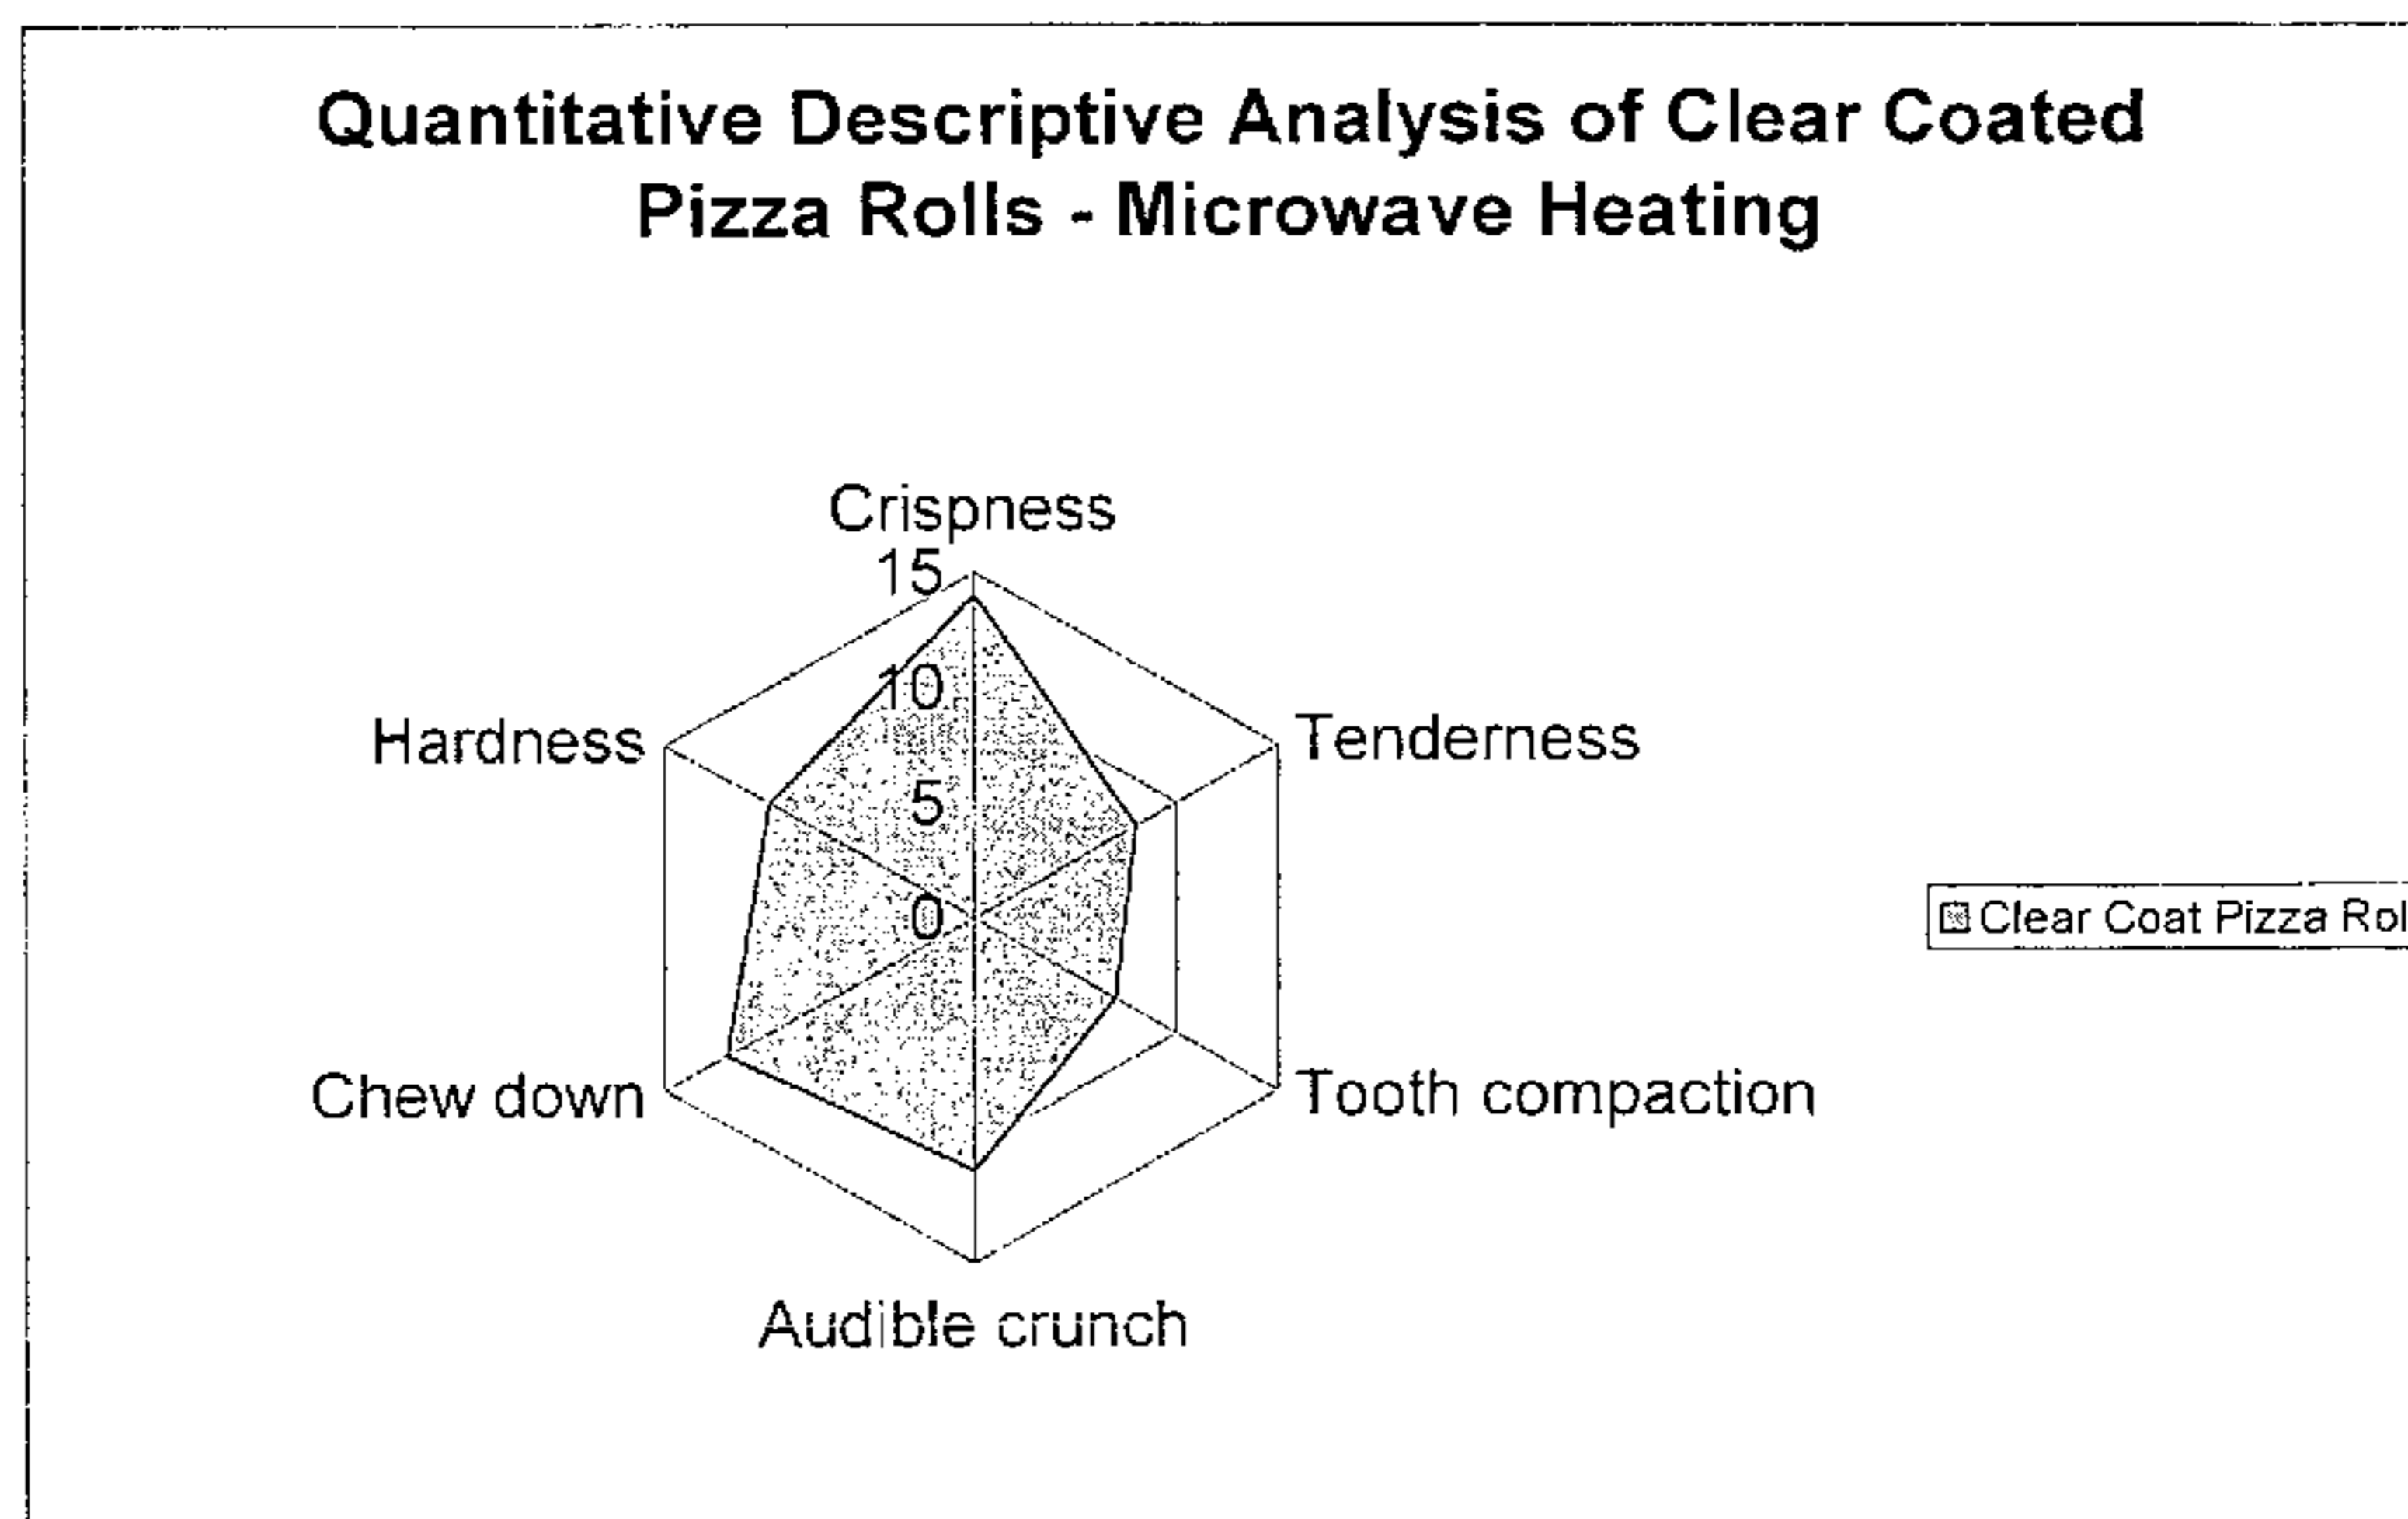 Quantitative Descriptive Analysis of Clear Coated
Pizza Rolls - Microwave Heating
Crispness
15
10
5
0
Hardness
Tenderness
Chew down
Tooth compaction
Audible crunch
Clear Coat Pizza Rol